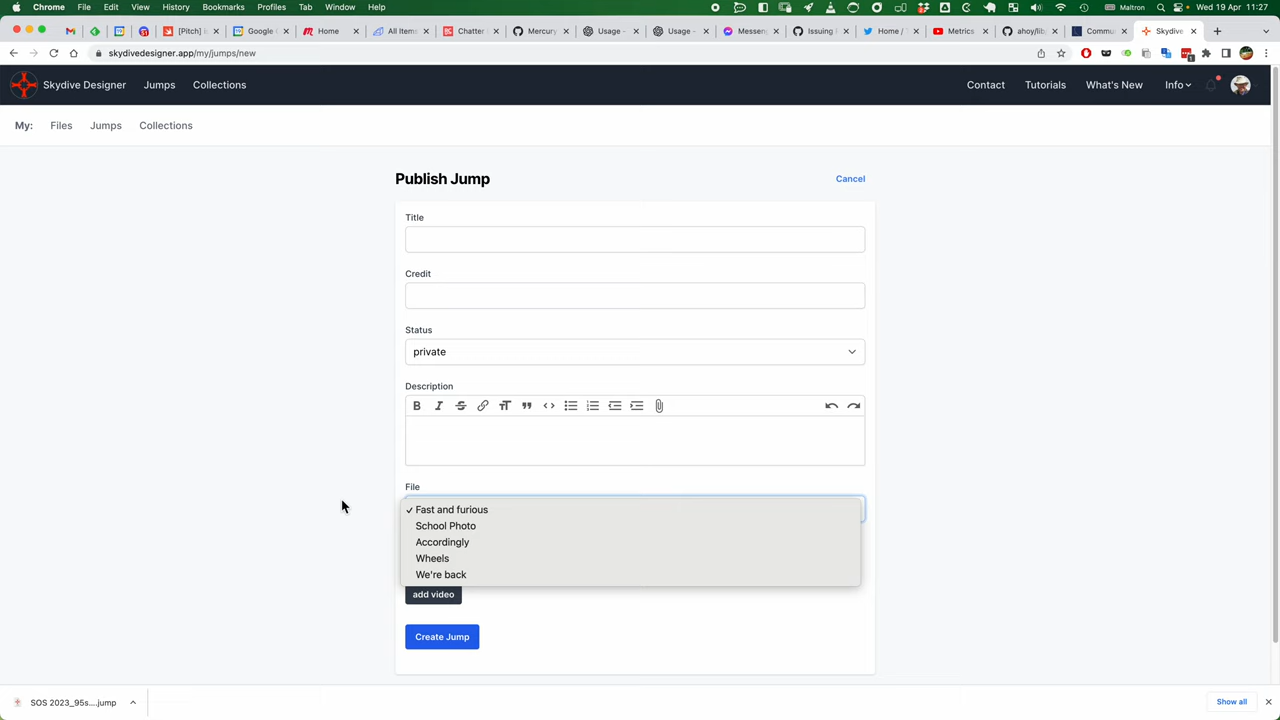 Chrome File Edit View History Bookmarks Profiles Tab Window Help Maltron Wed 19 Apr 11:27
[Pitch] Google Home All Items Chatter Mercury Usage - Usage - Messeng Issuing Twitter Home / Metrics ahoy/lib Commu Skydive
skydivedesigner.app/my/jumps/new
Skydive Designer Jumps Collections Contact Tutorials What's New Info
My: Files Jumps Collections
Publish Jump Cancel
Title
Credit
Status
private
Description
File
✓ Fast and furious
School Photo
Accordingly
Wheels
We're back
add video
Create Jump
SOS 2023_95s....jump Show all